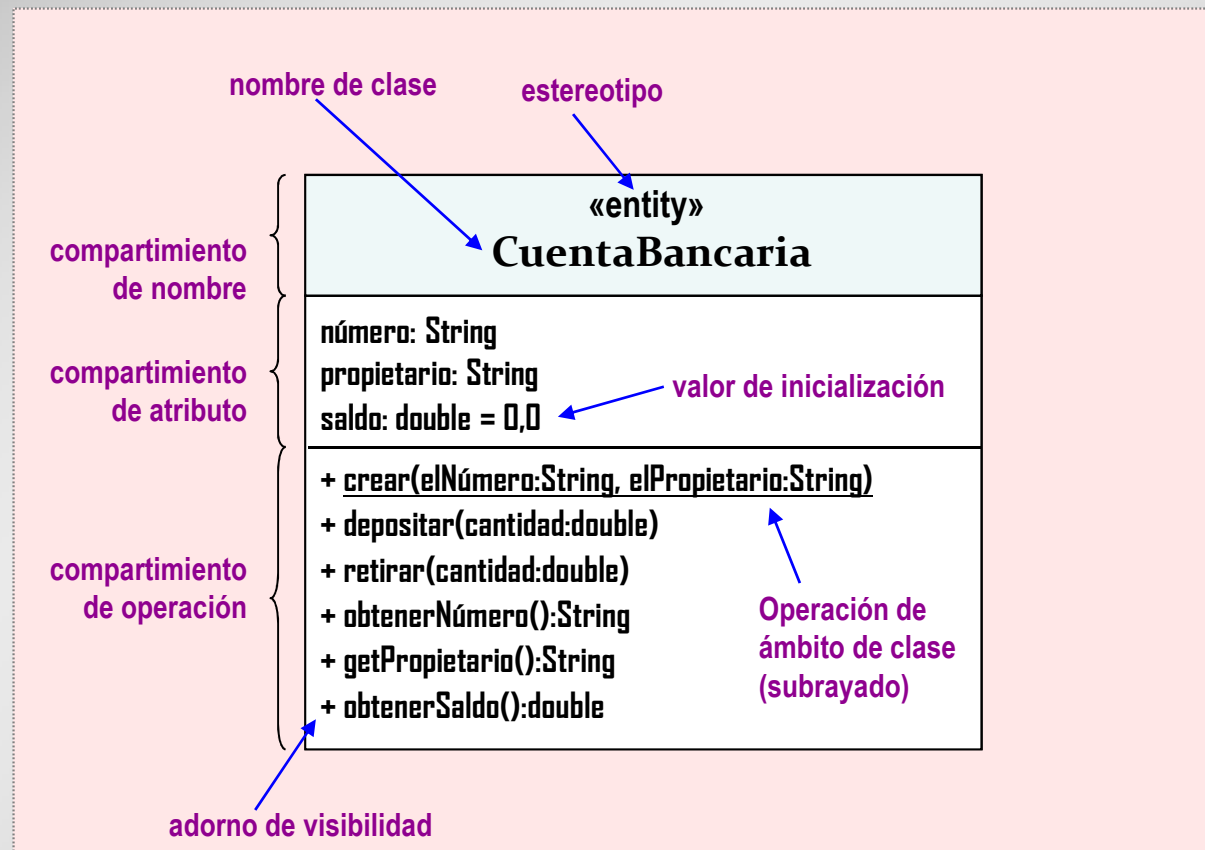 nombre de clase
estereotipo
«entity»
CuentaBancaria
compartimiento
de nombre
número: String
propietario: String
saldo: double = 0,0
compartimiento
de atributo
valor de inicialización
+ crear(elNúmero:String, elPropietario:String)
+ depositar(cantidad:double)
+ retirar(cantidad:double)
+ obtenerNúmero():String
+ getPropietario():String
+ obtenerSaldo():double
compartimiento
de operación
Operación de
ámbito de clase
(subrayado)
adorno de visibilidad